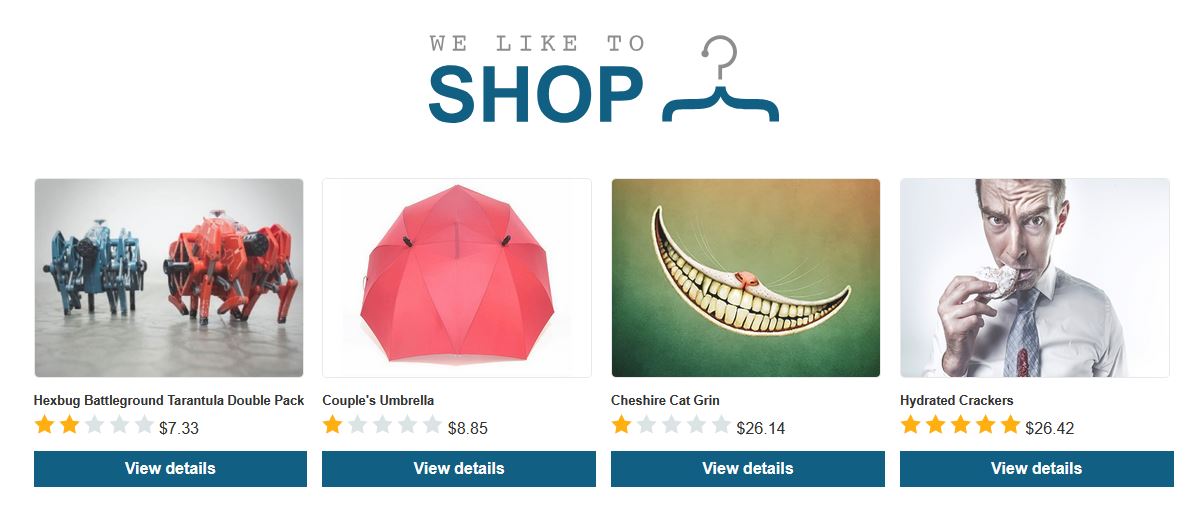 WE LIKE TO
SHOP
Hexbug Battleground Tarantula Double Pack
$7.33
View details
Couple's Umbrella
$8.85
View details
Cheshire Cat Grin
$26.14
View details
Hydrated Crackers
$26.42
View details